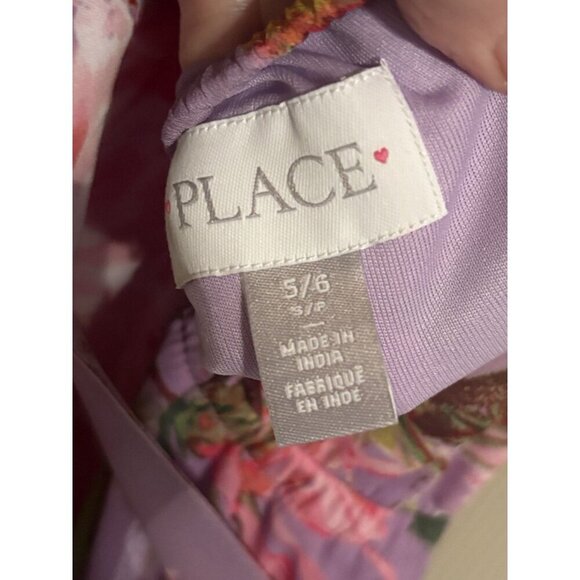 PLACE
5/6
S/P
MADE IN
INDIA
FABRIQUÉ
EN INDE